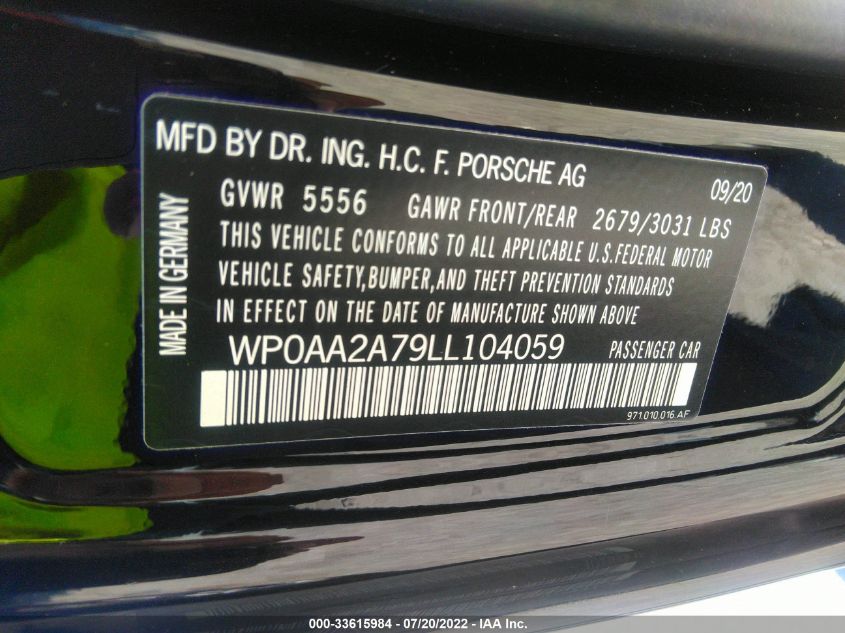 MFD BY DR. ING. H.C. F. PORSCHE AG 09/20
GVWR 5556 GAWR FRONT/REAR 2679/3031 LBS
THIS VEHICLE CONFORMS TO ALL APPLICABLE U.S.FEDERAL MOTOR
VEHICLE SAFETY,BUMPER,AND THEFT PREVENTION STANDARDS
IN EFFECT ON THE DATE OF MANUFACTURE SHOWN ABOVE
MADE IN GERMANY
WP0AA2A79LL104059 PASSENGER CAR
971.010.016.AF
000-33615984 - 07/20/2022 - IAA Inc.